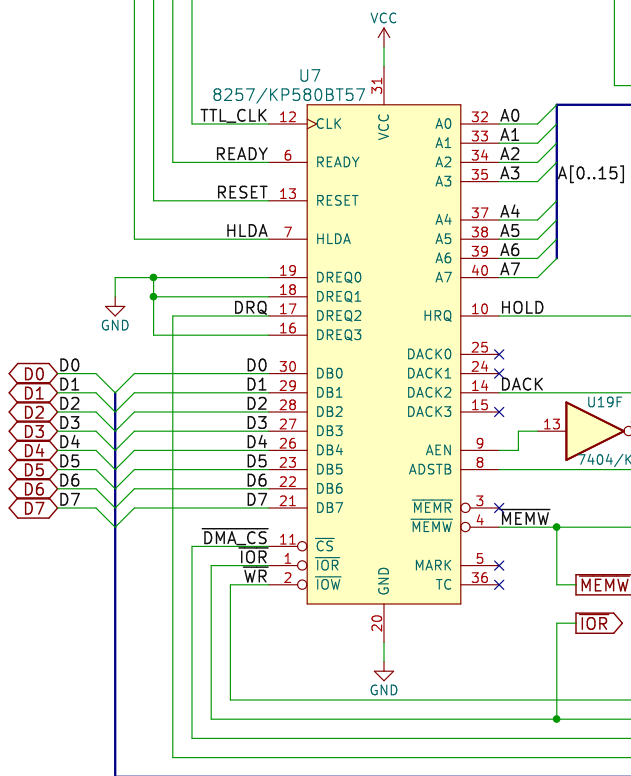 VCC
U7
8257/KP580BT57
31
VCC
TTL_CLK 12 CLK A0 32 A0
A1 33 A1
READY 6 READY A2 34 A2
A3 35 A3
A[0..15]
RESET 13 RESET
A4 37 A4
HLDA 7 HLDA A5 38 A5
A6 39 A6
19 DREQ0 A7 40 A7
18 DREQ1
GND
DRQ 17 DREQ2 HRQ 10 HOLD
16 DREQ3
DACK0 25
D0 D0 D0 30 DB0 DACK1 24
D1 D1 D1 29 DB1 DACK2 14 DACK
D2 D2 D2 28 DB2 DACK3 15
U19F
D3 D3 D3 27 DB3
13
D4 D4 D4 26 DB4 AEN 9
D5 D5 D5 23 DB5 ADSTB 8
7404/K
D6 D6 D6 22 DB6
D7 D7 D7 21 DB7 MEMR 3
MEMW 4 MEMW
DMA_CS 11 CS
IOR 1 IOR MARK 5
WR 2 IOW TC 36
GND
MEMW
20
IOR
GND